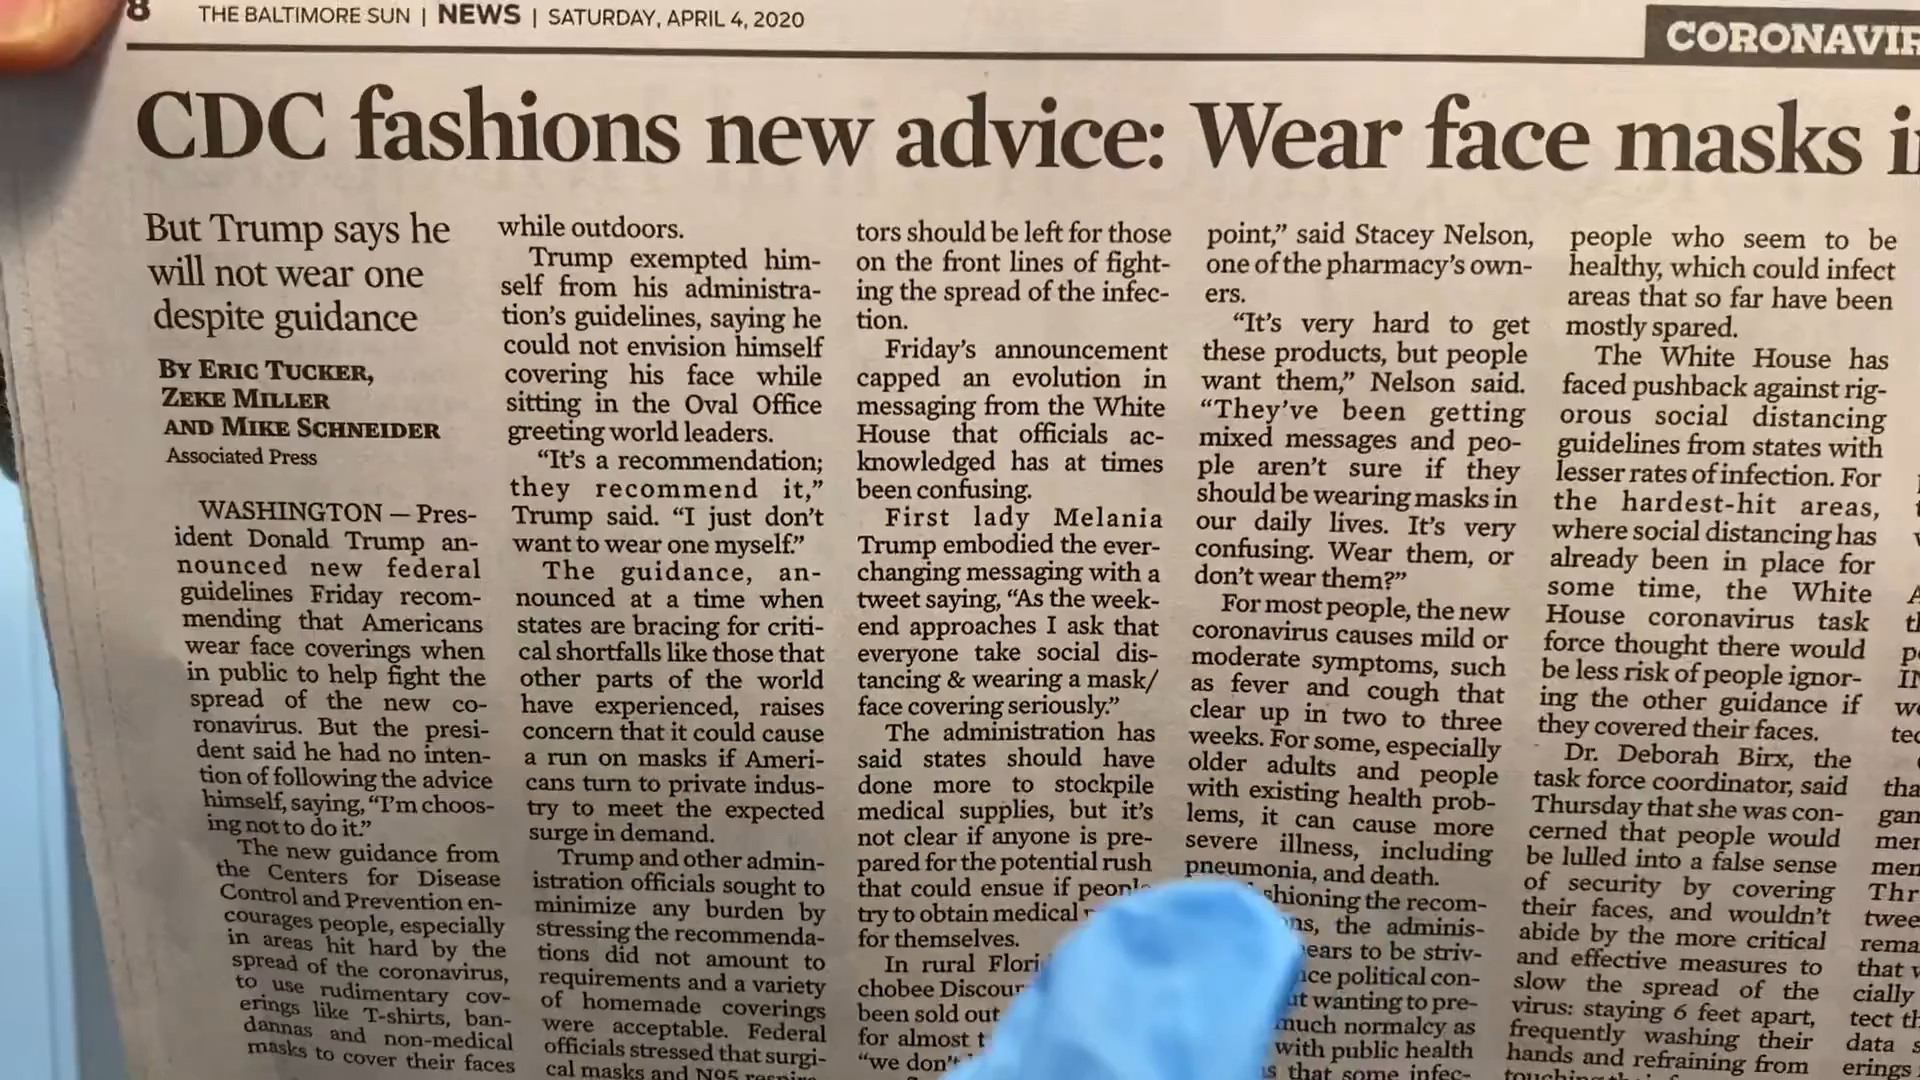 8 THE BALTIMORE SUN | NEWS | SATURDAY, APRIL 4, 2020
CDC fashions new advice: Wear face masks
But Trump says he
will not wear one
despite guidance
BY ERIC TUCKER,
ZEKE MILLER
AND MIKE SCHNEIDER
Associated Press
WASHINGTON — Pres-
ident Donald Trump an-
nounced new federal
guidelines Friday recom-
mending that Americans
wear face coverings when
in public to help fight the
spread of the new co-
ronavirus. But the presi-
dent said he had no inten-
tion of following the advice
himself, saying, “I’m choos-
ing not to do it.”
The new guidance from
the Centers for Disease
Control and Prevention en-
courages people, especially
in areas hit hard by the
spread of the coronavirus,
to use rudimentary cov-
erings like T-shirts, ban-
dannas and non-medical
masks to cover their faces
while outdoors.
Trump exempted him-
self from his administra-
tion’s guidelines, saying he
could not envision himself
covering his face while
sitting in the Oval Office
greeting world leaders.
“It’s a recommendation;
they recommend it,”
Trump said. “I just don’t
want to wear one myself.”
The guidance, an-
nounced at a time when
states are bracing for criti-
cal shortfalls like those that
other parts of the world
have experienced, raises
concern that it could cause
a run on masks if Ameri-
cans turn to private indus-
try to meet the expected
surge in demand.
Trump and other admin-
istration officials sought to
minimize any burden by
stressing the recommenda-
tions did not amount to
requirements and a variety
of homemade coverings
were acceptable. Federal
officials stressed that surgi-
cal masks and N95
tors should be left for those
on the front lines of fight-
ing the spread of the infec-
tion.
Friday’s announcement
capped an evolution in
messaging from the White
House that officials ac-
knowledged has at times
been confusing.
First lady Melania
Trump embodied the ever-
changing messaging with a
tweet saying, “As the week-
end approaches I ask that
everyone take social dis-
tancing & wearing a mask/
face covering seriously.”
The administration has
said states should have
done more to stockpile
medical supplies, but it’s
not clear if anyone is pre-
pared for the potential rush
that could ensue if people
try to obtain medical
for themselves.
In rural
chobee
been sold out
for almost
“we don’t
point,” said Stacey Nelson,
one of the pharmacy’s own-
ers.
“It’s very hard to get
these products, but people
want them,” Nelson said.
“They’ve been getting
mixed messages and peo-
ple aren’t sure if they
should be wearing masks in
our daily lives. It’s very
confusing. Wear them, or
don’t wear them?”
For most people, the new
coronavirus causes mild or
moderate symptoms, such
as fever and cough that
clear up in two to three
weeks. For some, especially
older adults and people
with existing health prob-
lems, it can cause more
severe illness, including
pneumonia, and death.
the recom-
the adminis-
to be striv-
political con-
wanting to pre-
much normalcy as
with public health
that some infec-
CORONAVIR
people who seem to be
healthy, which could infect
areas that so far have been
mostly spared.
The White House has
faced pushback against rig-
orous social distancing
guidelines from states with
lesser rates of infection. For
the hardest-hit areas,
where social distancing has
already been in place for
some time, the White
House coronavirus task
force thought there would
be less risk of people ignor-
ing the other guidance if
they covered their faces.
Dr. Deborah Birx, the
task force coordinator, said
Thursday that she was con-
cerned that people would
be lulled into a false sense
of security by covering
their faces, and wouldn’t
abide by the more critical
and effective measures to
slow the spread of the
virus: staying 6 feet apart,
frequently washing their
hands and refraining from